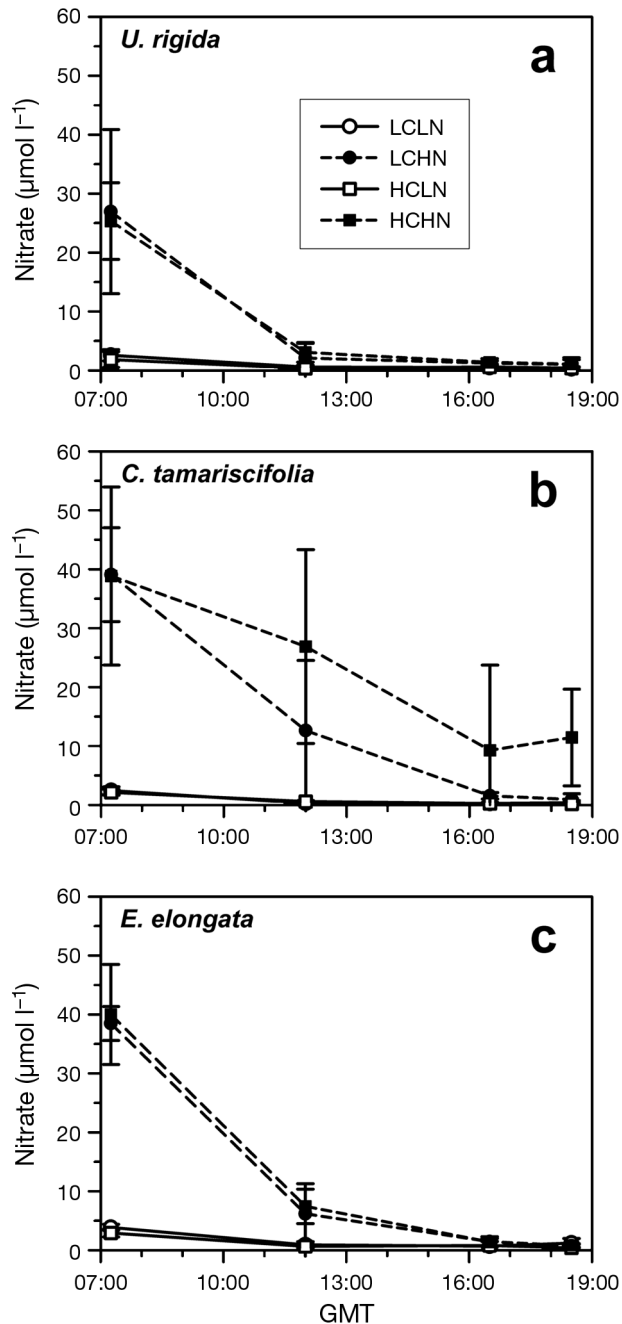 U. rigida
a
LCLN
LCHN
HCLN
HCHN
Nitrate (µmol l⁻¹)
60
50
40
30
20
10
0
07:00 10:00 13:00 16:00 19:00
C. tamariscifolia
b
Nitrate (µmol l⁻¹)
60
50
40
30
20
10
0
07:00 10:00 13:00 16:00 19:00
E. elongata
c
Nitrate (µmol l⁻¹)
60
50
40
30
20
10
0
07:00 10:00 13:00 16:00 19:00
GMT